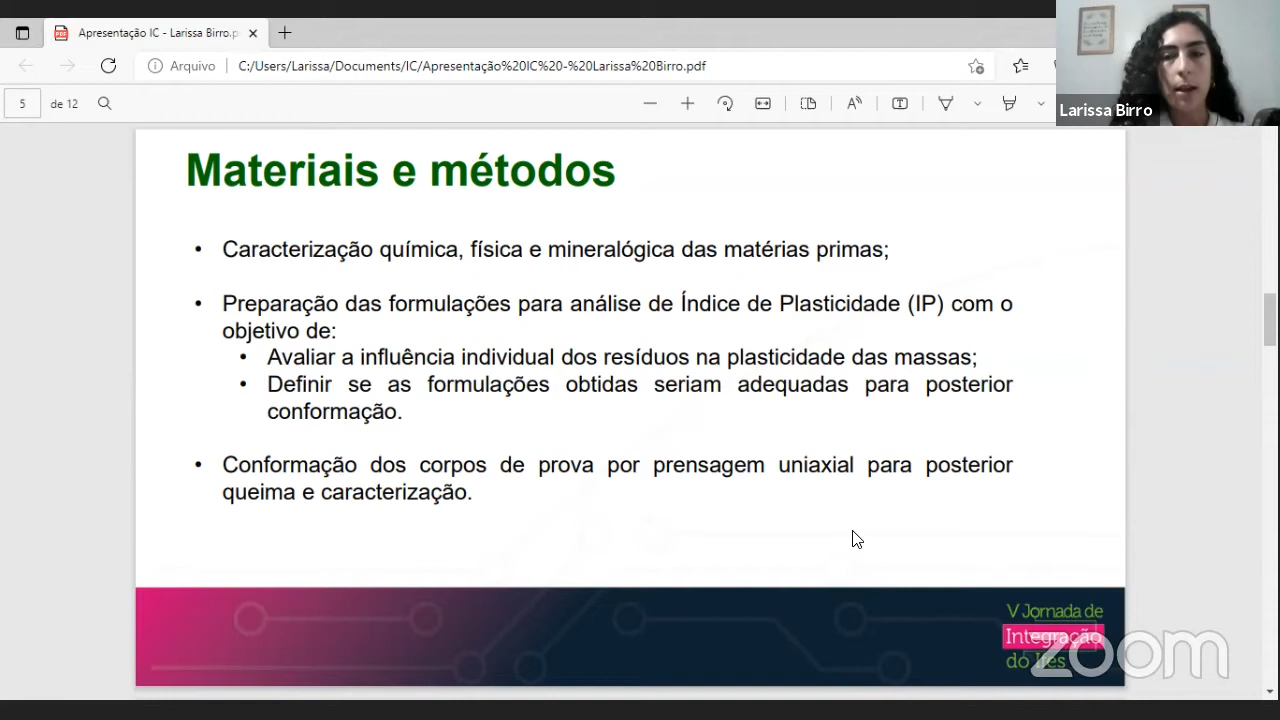 Apresentação IC - Larissa Birro.p
Arquivo
C:/Users/Larissa/Documents/IC/Apresentação%20IC%20-%20Larissa%20Birro.pdf
5
de 12
Larissa Birro
Materiais e métodos
• Caracterização química, física e mineralógica das matérias primas;
• Preparação das formulações para análise de Índice de Plasticidade (IP) com o
objetivo de:
• Avaliar a influência individual dos resíduos na plasticidade das massas;
• Definir se as formulações obtidas seriam adequadas para posterior
conformação.
• Conformação dos corpos de prova por prensagem uniaxial para posterior
queima e caracterização.
V Jornada de
Integração
do Ifes
zoom